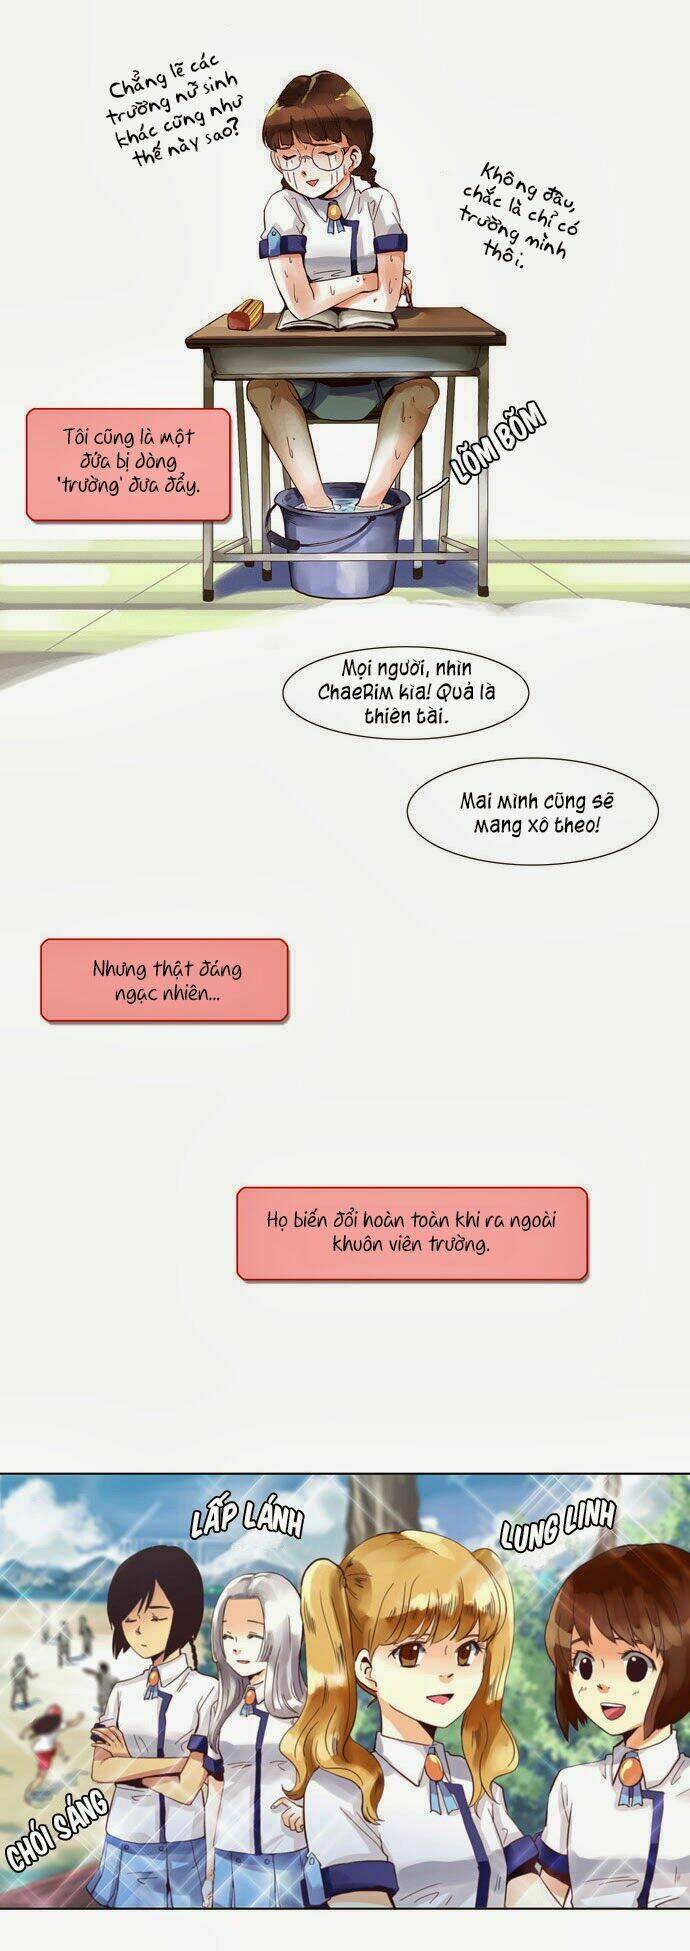 Chẳng lẽ các
trường nữ sinh
khác cũng như
thế này sao?
Không đâu,
chắc là chỉ có
trường mình
thôi.
Tôi cũng là một
đứa bị dòng
'trường' đưa đẩy.
LÕM BÕM
Mọi người, nhìn
ChaeRim kìa! Quả là
thiên tài.
Mai mình cũng sẽ
mang xô theo!
Nhưng thật đáng
ngạc nhiên...
Họ biến đổi hoàn toàn khi ra ngoài
khuôn viên trường.
LẤP LÁNH
LUNG LINH
CHÓI SÁNG